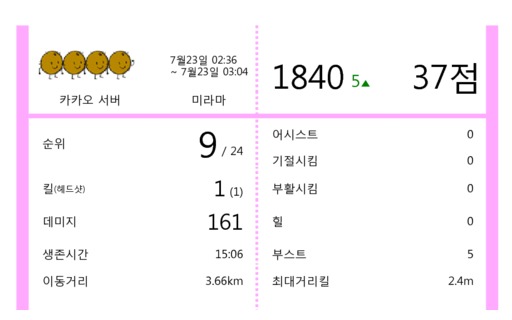 7월23일 02:36
~ 7월23일 03:04
카카오 서버
미라마
1840 5▲
37점
순위 9 / 24
킬(헤드샷) 1 (1)
데미지 161
생존시간 15:06
이동거리 3.66km
어시스트 0
기절시킴 0
부활시킴 0
힐 0
부스트 5
최대거리킬 2.4m